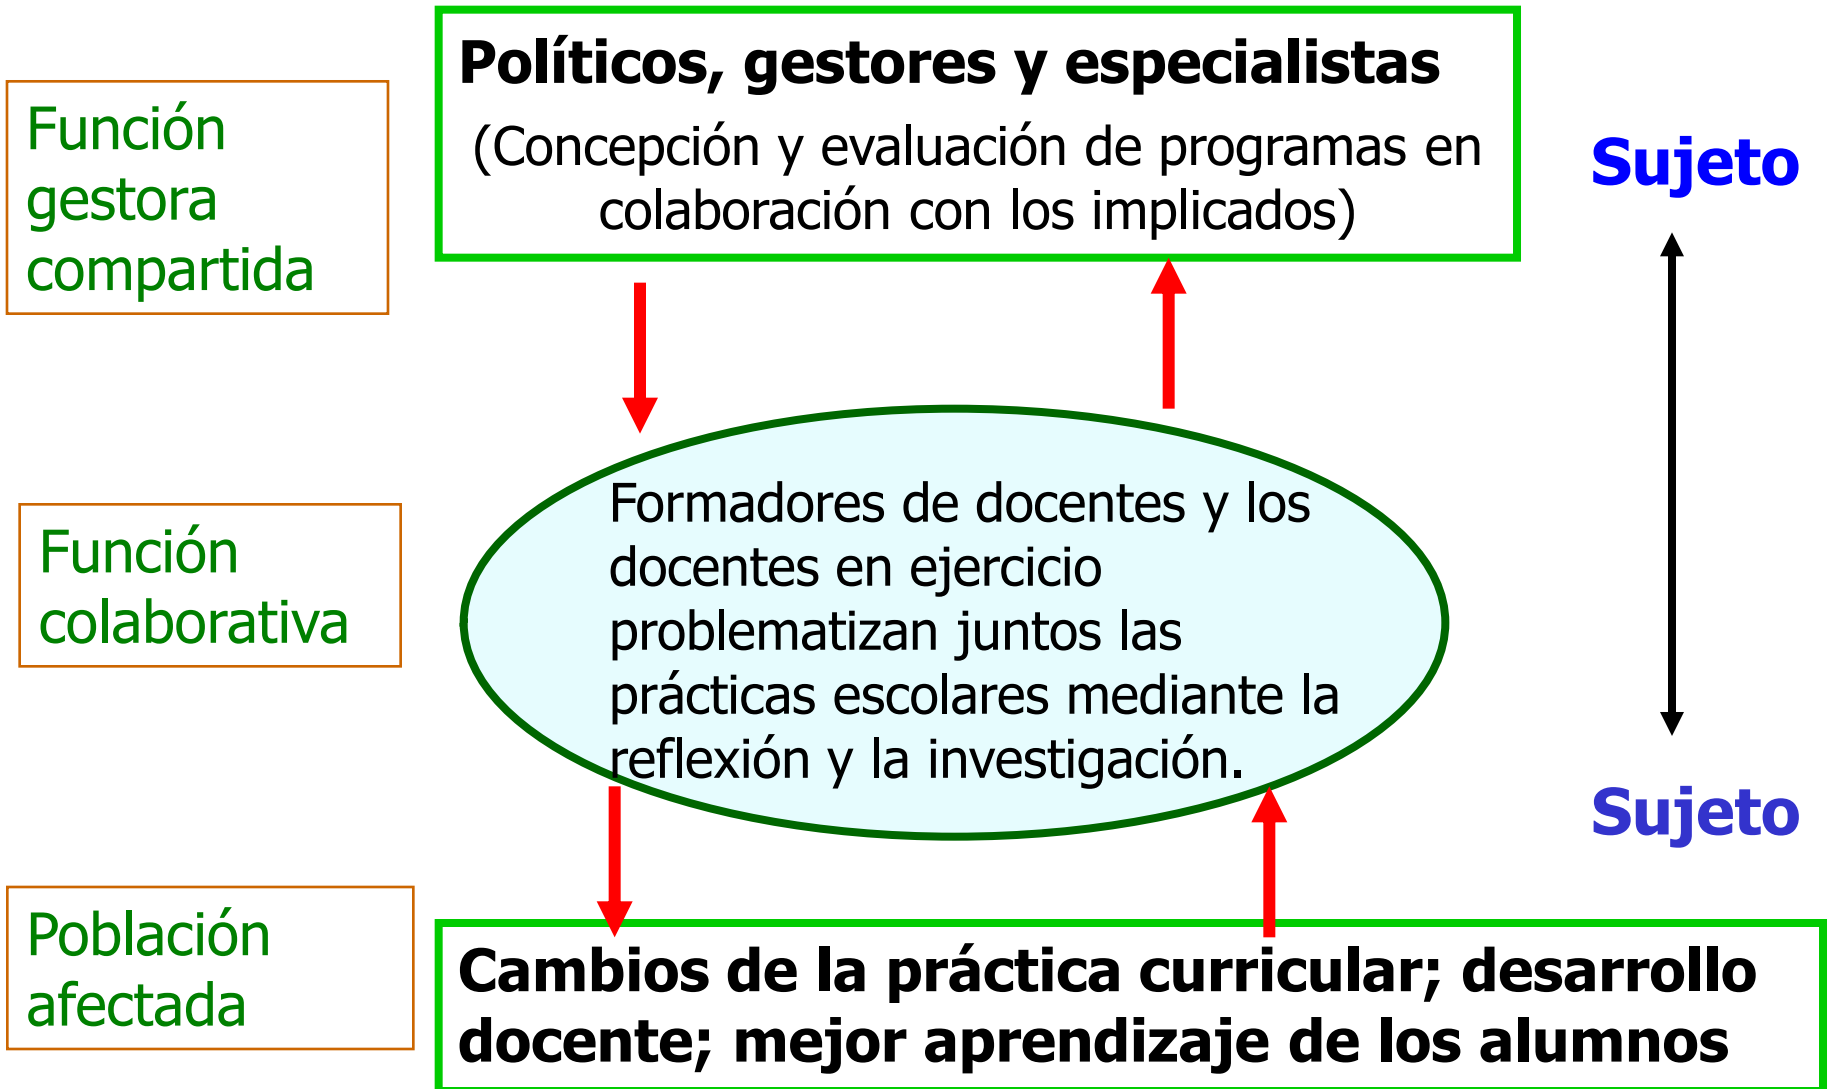 Políticos, gestores y especialistas
(Concepción y evaluación de programas en
colaboración con los implicados)
Función
gestora
compartida
Sujeto
Formadores de docentes y los
docentes en ejercicio
problematizan juntos las
prácticas escolares mediante la
reflexión y la investigación.
Función
colaborativa
Sujeto
Población
afectada
Cambios de la práctica curricular; desarrollo
docente; mejor aprendizaje de los alumnos